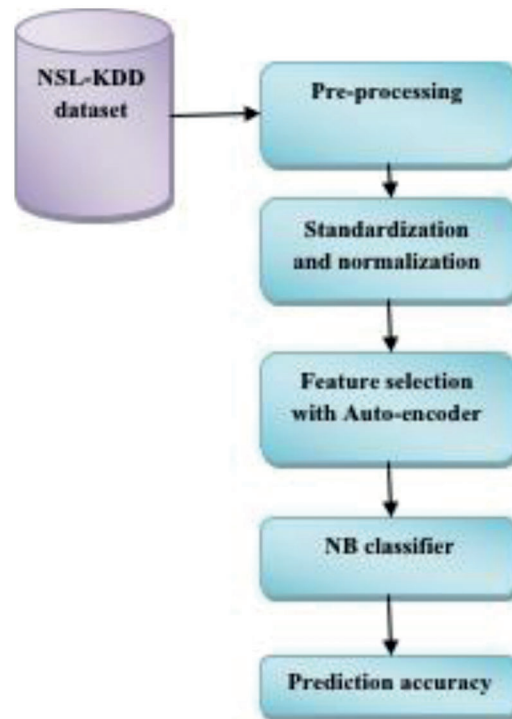 NSL-KDD
dataset
Pre-processing
Standardization
and normalization
Feature selection
with Auto-encoder
NB classifier
Prediction accuracy